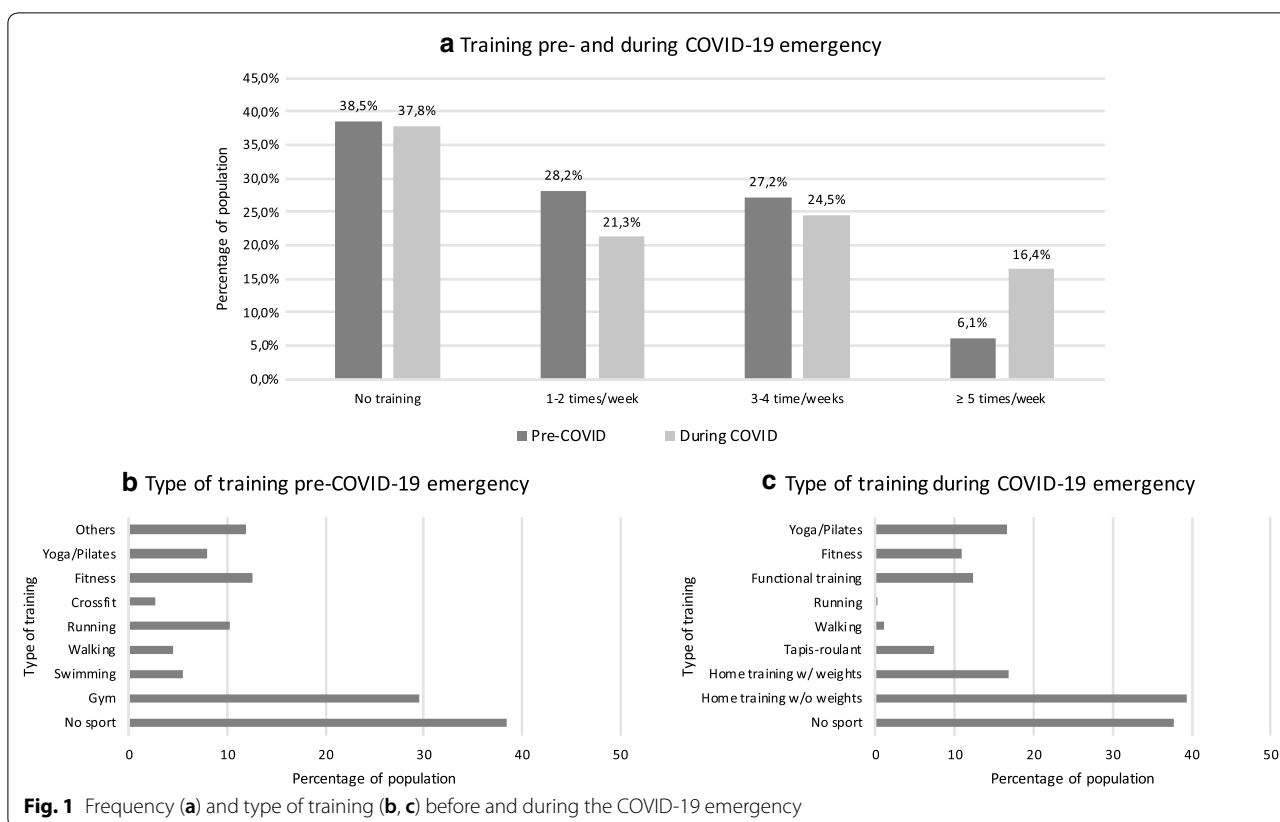 a Training pre- and during COVID-19 emergency
45,0%
40,0%
35,0%
30,0%
25,0%
20,0%
15,0%
10,0%
5,0%
0,0%
Percentage of population
38,5%
37,8%
28,2%
21,3%
27,2%
24,5%
6,1%
16,4%
No training
1-2 times/week
3-4 time/weeks
≥ 5 times/week
Pre-COVID
During COVID
b Type of training pre-COVID-19 emergency
Type of training
Others
Yoga/Pilates
Fitness
Crossfit
Running
Walking
Swimming
Gym
No sport
0 10 20 30 40 50
Percentage of population
c Type of training during COVID-19 emergency
Type of training
Yoga/Pilates
Fitness
Functional training
Running
Walking
Tapis-roulant
Home training w/ weights
Home training w/o weights
No sport
0 10 20 30 40 50
Percentage of population
Fig. 1 Frequency (a) and type of training (b, c) before and during the COVID-19 emergency